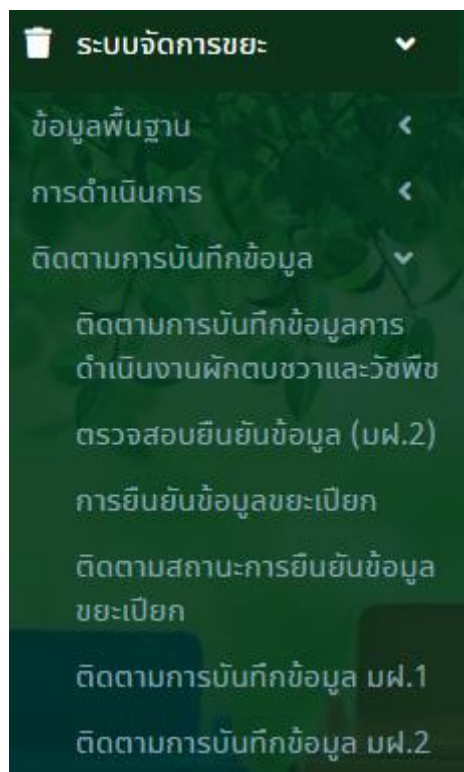 ระบบจัดการขยะ
ข้อมูลพื้นฐาน
การดำเนินการ
ติดตามการบันทึกข้อมูล
ติดตามการบันทึกข้อมูลการ
ดำเนินงานผักตบชวาและวัชพืช
ตรวจสอบยืนยันข้อมูล (มฝ.2)
การยืนยันข้อมูลขยะเปียก
ติดตามสถานะการยืนยันข้อมูล
ขยะเปียก
ติดตามการบันทึกข้อมูล มฝ.1
ติดตามการบันทึกข้อมูล มฝ.2